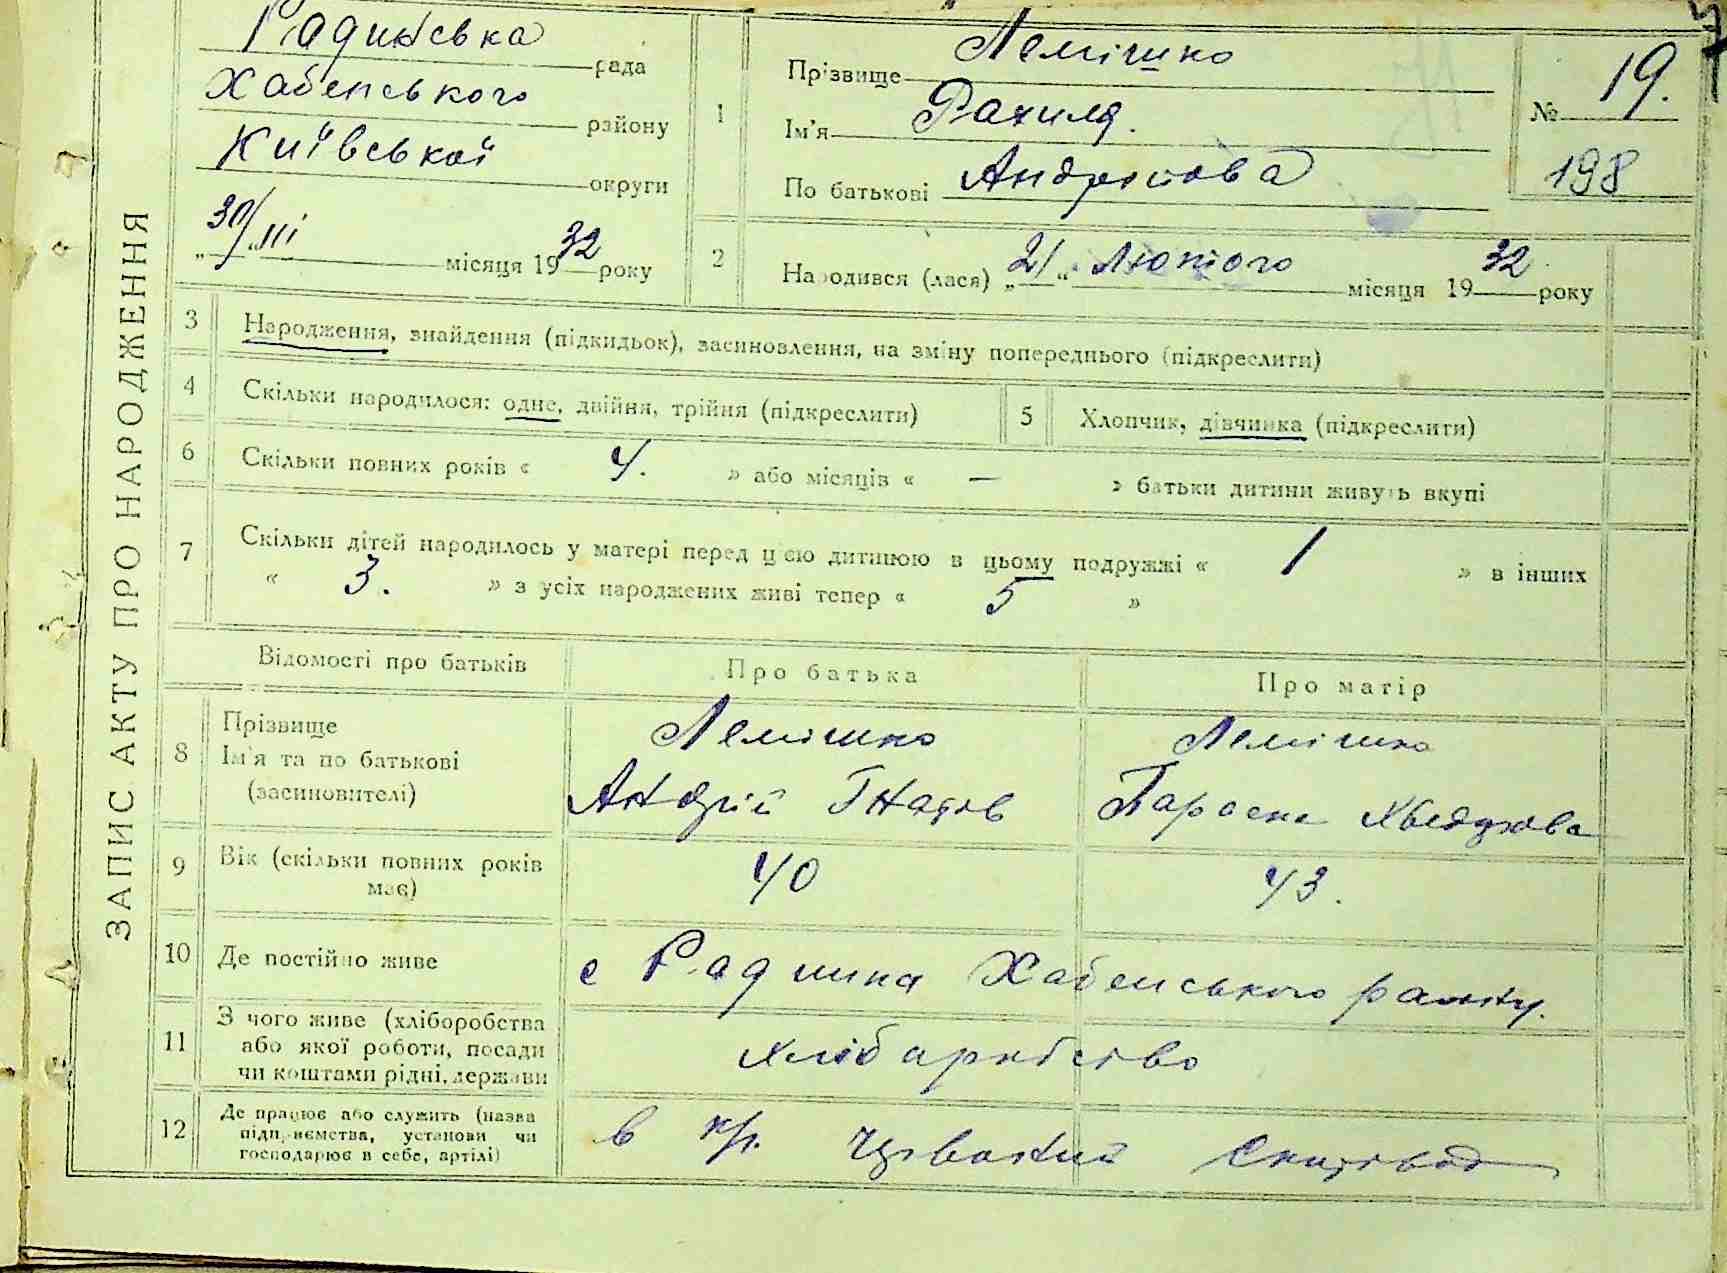 ЗАПИС АКТУ ПРО НАРОДЖЕННЯ
Радинська рада
Хабенського району
Київської округи
„30/„ III місяця 1932 року
1 Прізвище Лемішко
Ім'я Рахиля.
По батькові Андріїова
№ 19.
198
2 Народився (лася) „21„ Лютого місяця 1932 року
3 Народження, знайдення (підкидьок), засиновлення, на зміну попереднього (підкреслити)
4 Скільки народилося: одне, двійня, трійня (підкреслити)
5 Хлопчик, дівчинка (підкреслити)
6 Скільки повних років « 4. » або місяців « — » батьки дитини живуть вкупі
7 Скільки дітей народилось у матері перед цією дитиною в цьому подружжі « 1 » в інших
« 3. » з усіх народжених живі тепер « 5 »
Відомості про батьків
Про батька
Про матір
8 Прізвище
Ім'я та по батькові
(засиновителі)
Лемішко
Андрій Гнатів
Лемішко
Параска
9 Вік (скільки повних років
має)
40
43.
10 Де постійно живе
с Радинка Хабенського району.
11 З чого живе (хліборобства
або якої роботи, посади
чи коштами рідні, держави
хлібаробство
12 Де працює або служить (назва
підприємства, установи чи
господарює в себе, артілі)
в к/г.